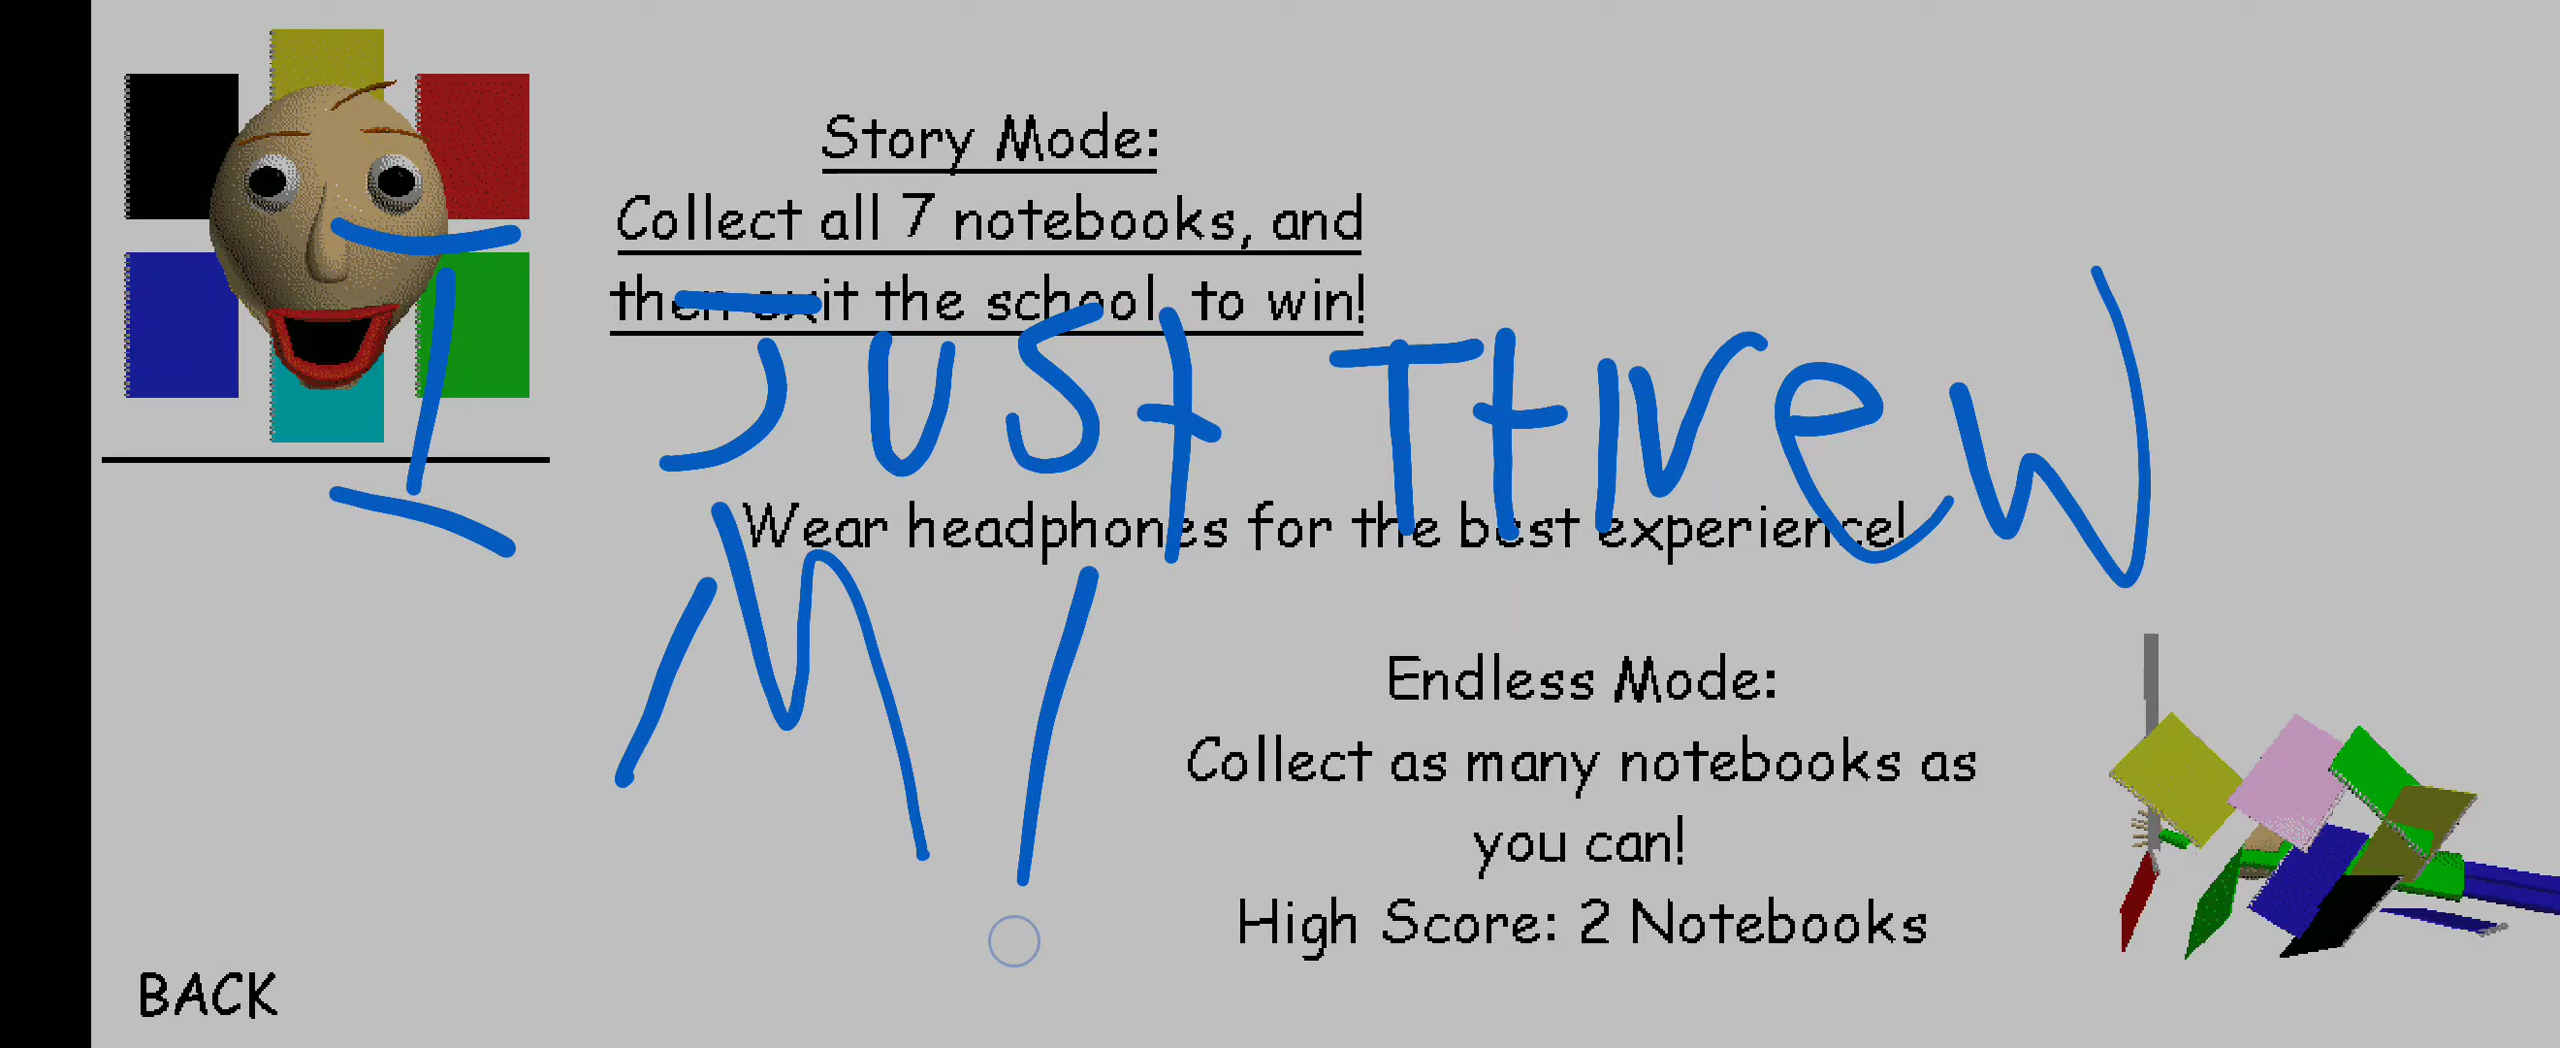 Story Mode:
Collect all 7 notebooks, and
then exit the school, to win!
I JUST THrew
Wear headphones for the best experience!
M
Endless Mode:
Collect as many notebooks as
you can!
High Score: 2 Notebooks
BACK